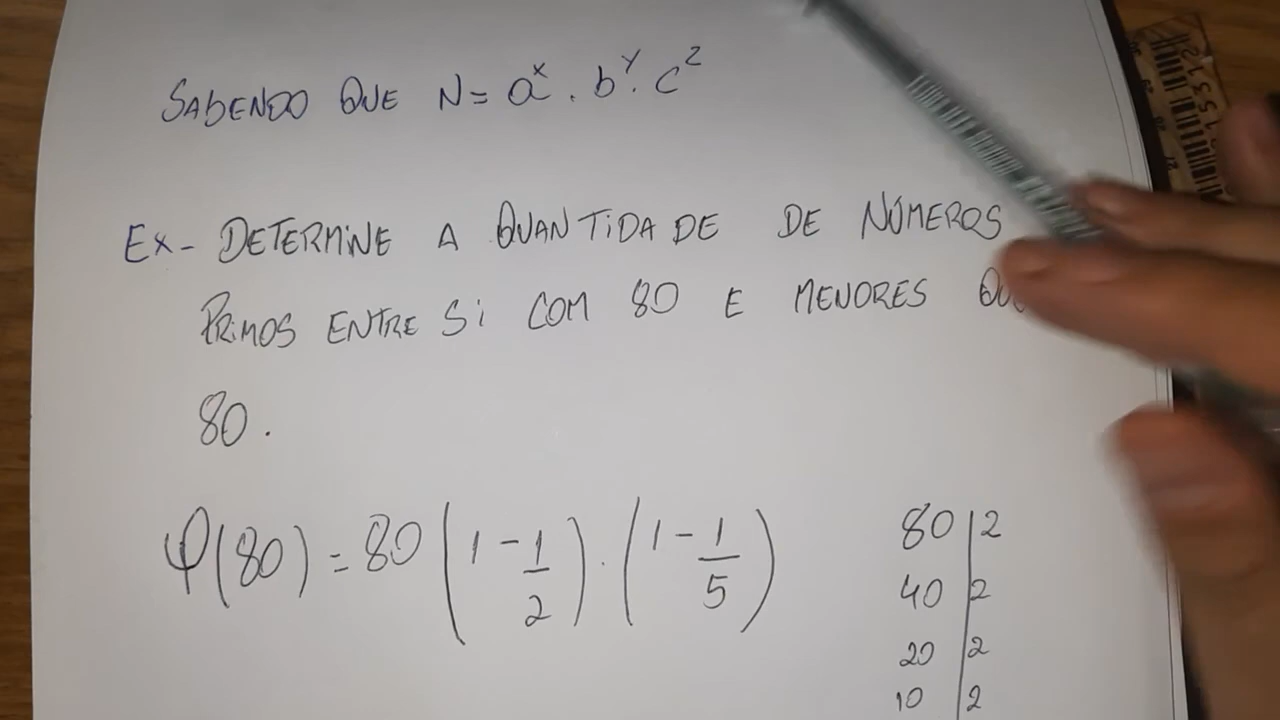 SABENDO QUE N = a^x . b^y . c^z
Ex- DETERMINE A QUANTIDADE DE NÚMEROS
PRIMOS ENTRE Si COM 80 E MENORES
80 .
φ(80) = 80 (1 - 1/2) . (1 - 1/5)
80 | 2
40 | 2
20 | 2
10 | 2